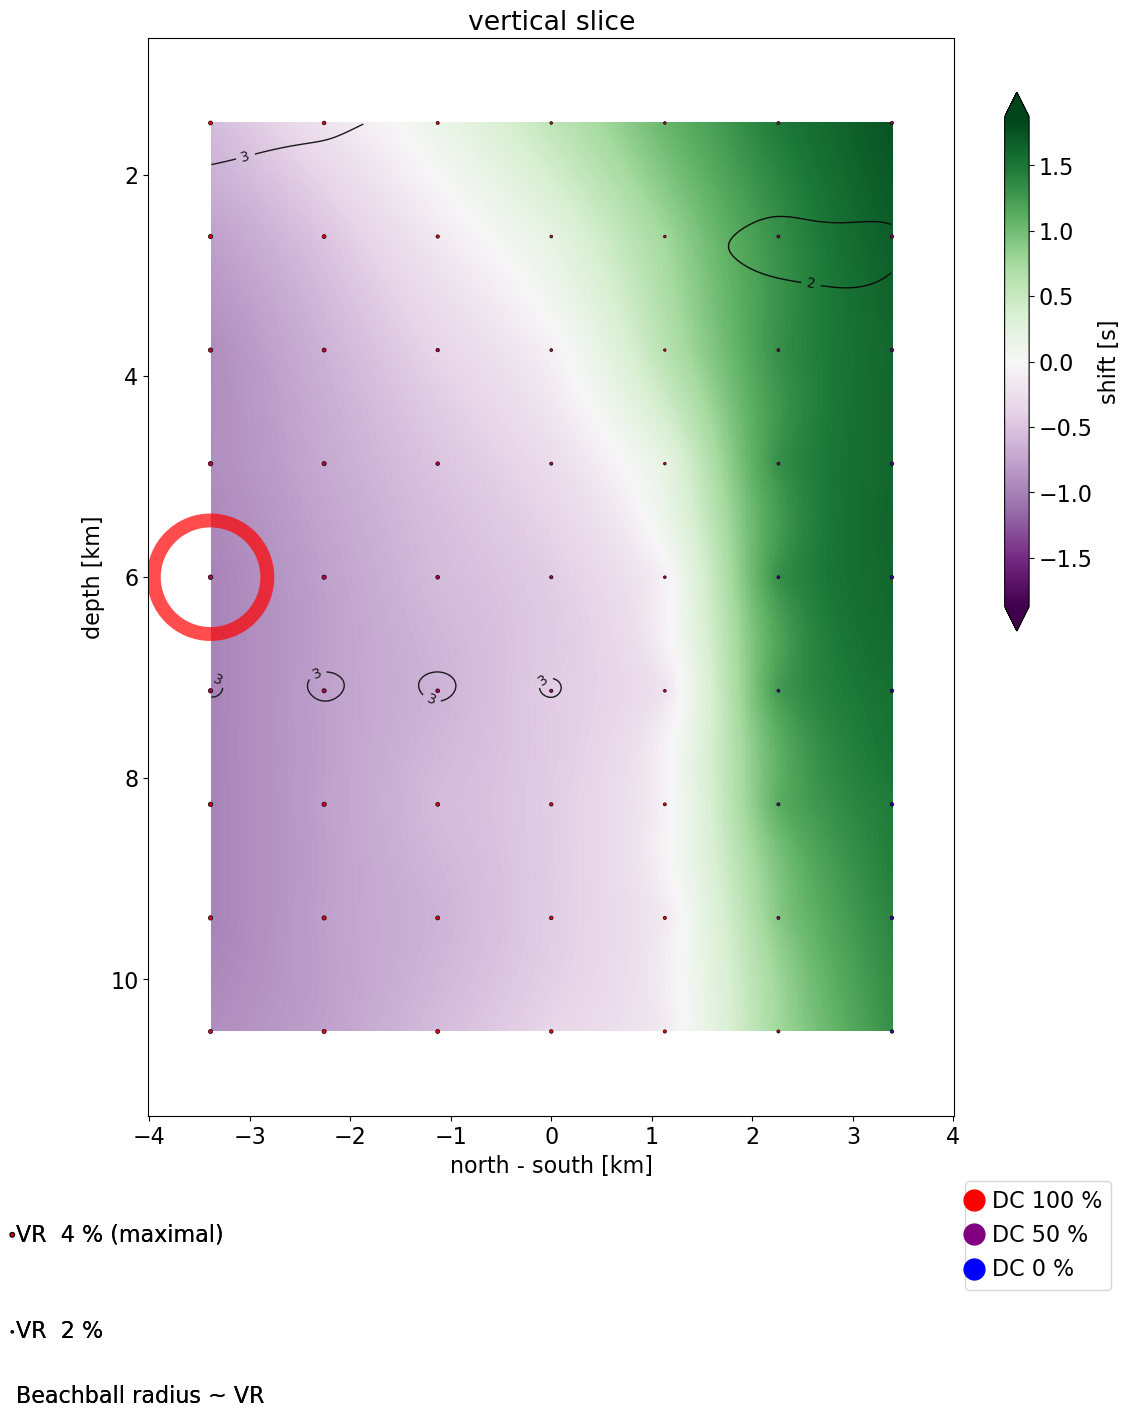 vertical slice
2
4
6
8
10
depth [km]
3
2
3
3
3
3
3
−4 −3 −2 −1 0 1 2 3 4
north - south [km]
1.5
1.0
0.5
0.0
−0.5
−1.0
−1.5
shift [s]
DC 100 %
DC 50 %
DC 0 %
VR 4 % (maximal)
VR 2 %
Beachball radius ~ VR